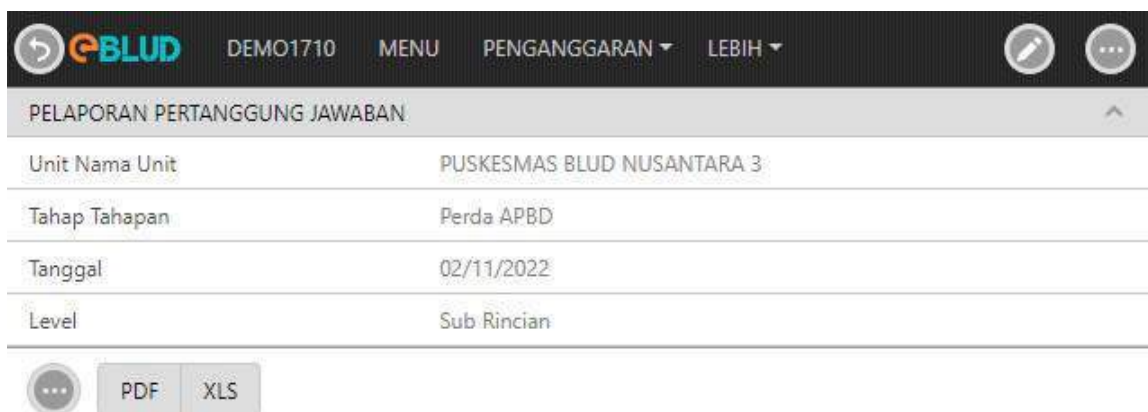 eBLUD DEMO1710 MENU PENGANGGARAN LEBIH
PELAPORAN PERTANGGUNG JAWABAN
Unit Nama Unit PUSKESMAS BLUD NUSANTARA 3
Tahap Tahapan Perda APBD
Tanggal 02/11/2022
Level Sub Rincian
PDF XLS